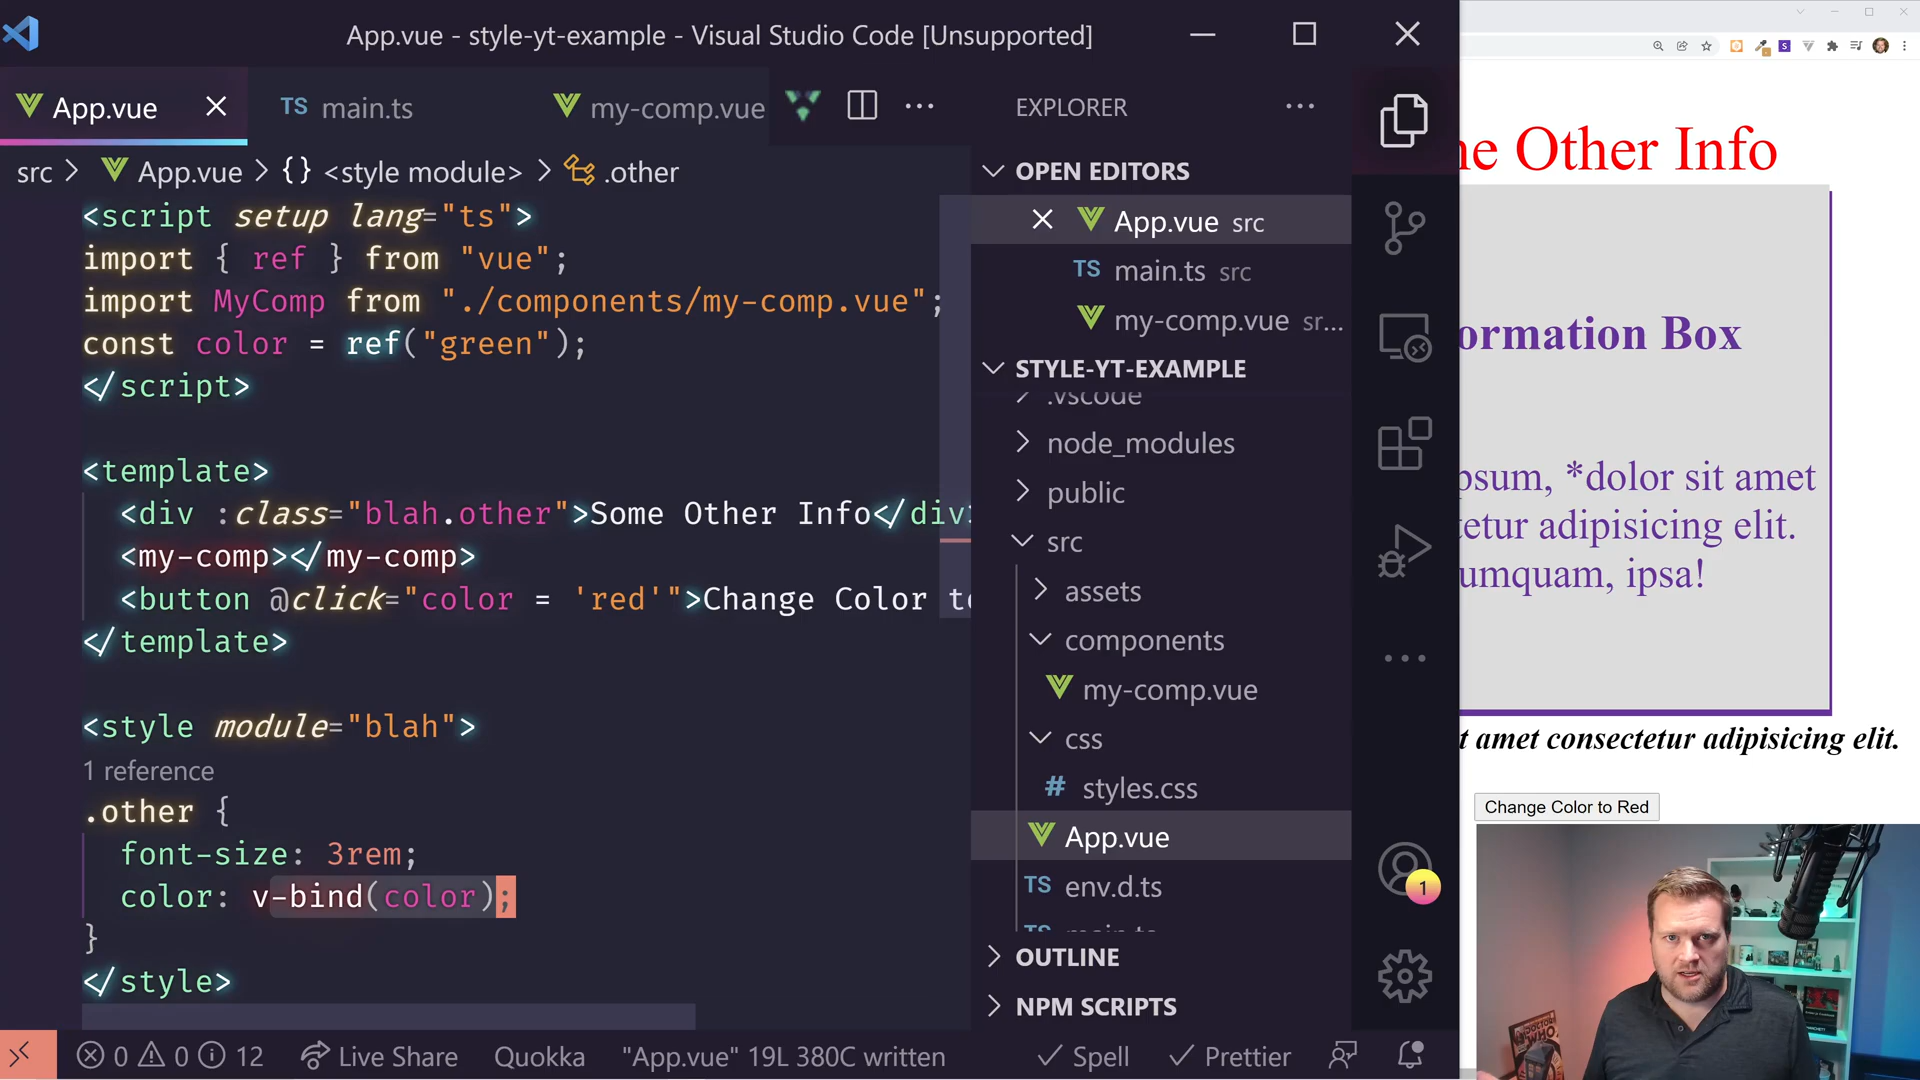 App.vue - style-yt-example - Visual Studio Code [Unsupported]
App.vue
TS main.ts
my-comp.vue
src > App.vue > {} <style module> > .other
<script setup lang="ts">
import { ref } from "vue";
import MyComp from "./components/my-comp.vue";
const color = ref("green");
</script>
<template>
<div :class="blah.other">Some Other Info</div>
<my-comp></my-comp>
<button @click="color = 'red'">Change Color to
</template>
<style module="blah">
1 reference
.other {
font-size: 3rem;
color: v-bind(color);
}
</style>
EXPLORER
OPEN EDITORS
App.vue src
TS main.ts src
my-comp.vue sr...
STYLE-YT-EXAMPLE
.vscode
node_modules
public
src
assets
components
my-comp.vue
css
# styles.css
App.vue
TS env.d.ts
TS main.ts
OUTLINE
NPM SCRIPTS
1
0 0 12 Live Share Quokka "App.vue" 19L 380C written Spell Prettier
ne Other Info
ormation Box
psum, *dolor sit amet
tetur adipisicing elit.
umquam, ipsa!
t amet consectetur adipisicing elit.
Change Color to Red